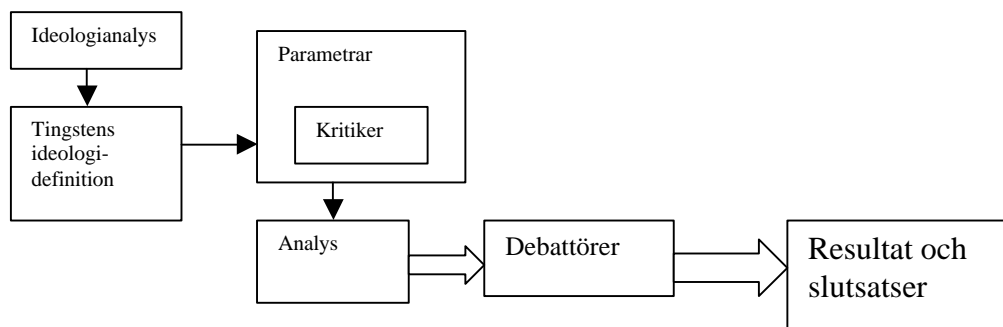 Ideologianalys
Tingstens
ideologi-
definition
Parametrar
Kritiker
Analys
Debattörer
Resultat och
slutsatser